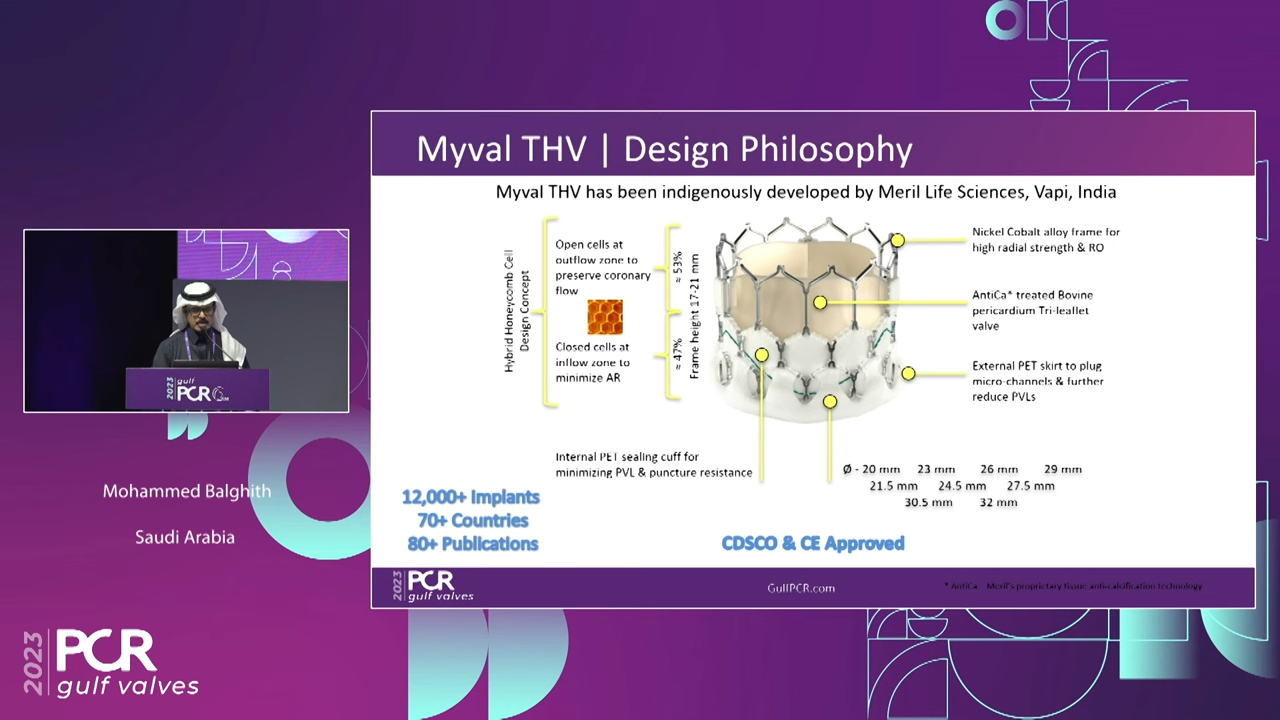 Myval THV | Design Philosophy
Myval THV has been indigenously developed by Meril Life Sciences, Vapi, India
Hybrid Honeycomb Cell
Design Concept
Open cells at
outflow zone to
preserve coronary
flow
Closed cells at
inflow zone to
minimize AR
≈ 53%
≈ 47%
Frame height 17-21 mm
Nickel Cobalt alloy frame for
high radial strength & RO
AntiCa* treated Bovine
pericardium Tri-leaflet
valve
External PET skirt to plug
micro-channels & further
reduce PVLs
Internal PET sealing cuff for
minimizing PVL & puncture resistance
Ø - 20 mm 23 mm 26 mm 29 mm
21.5 mm 24.5 mm 27.5 mm
30.5 mm 32 mm
12,000+ Implants
70+ Countries
80+ Publications
CDSCO & CE Approved
2023 PCR
gulf valves
GulfPCR.com
* AntiCa Meril's proprietary tissue anti-calcification technology
2023 gulf
PCR
Mohammed Balghith
Saudi Arabia
2023 PCR
gulf valves